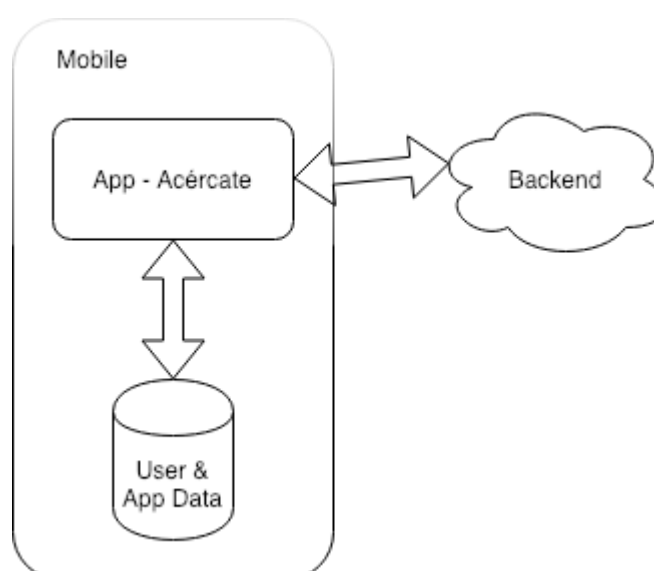 Mobile
App - Acércate
Backend
User &
App Data